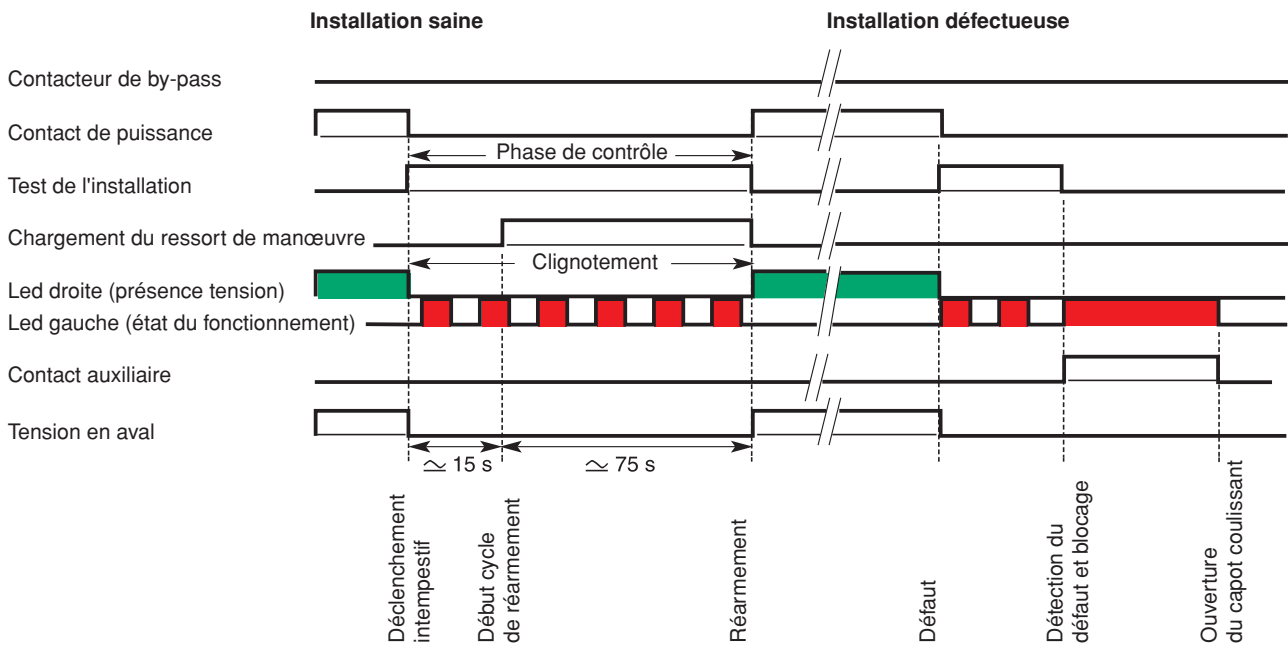 Installation saine
Installation défectueuse
Contacteur de by-pass
Contact de puissance
Phase de contrôle
Test de l'installation
Chargement du ressort de manœuvre
Clignotement
Led droite (présence tension)
Led gauche (état du fonctionnement)
Contact auxiliaire
Tension en aval
≃ 15 s
≃ 75 s
Déclenchement
intempestif
Début cycle
de réarmement
Réarmement
Défaut
Détection du
défaut et blocage
Ouverture
du capot coulissant